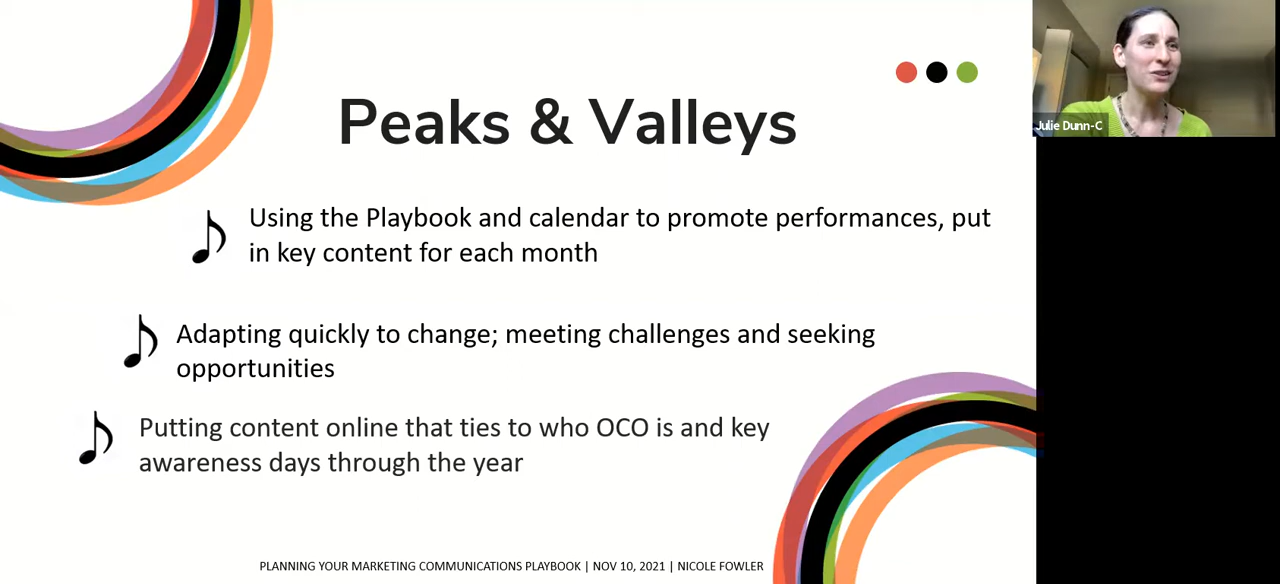 Peaks & Valleys
Using the Playbook and calendar to promote performances, put
in key content for each month
Adapting quickly to change; meeting challenges and seeking
opportunities
Putting content online that ties to who OCO is and key
awareness days through the year
PLANNING YOUR MARKETING COMMUNICATIONS PLAYBOOK | NOV 10, 2021 | NICOLE FOWLER
Julie Dunn-C